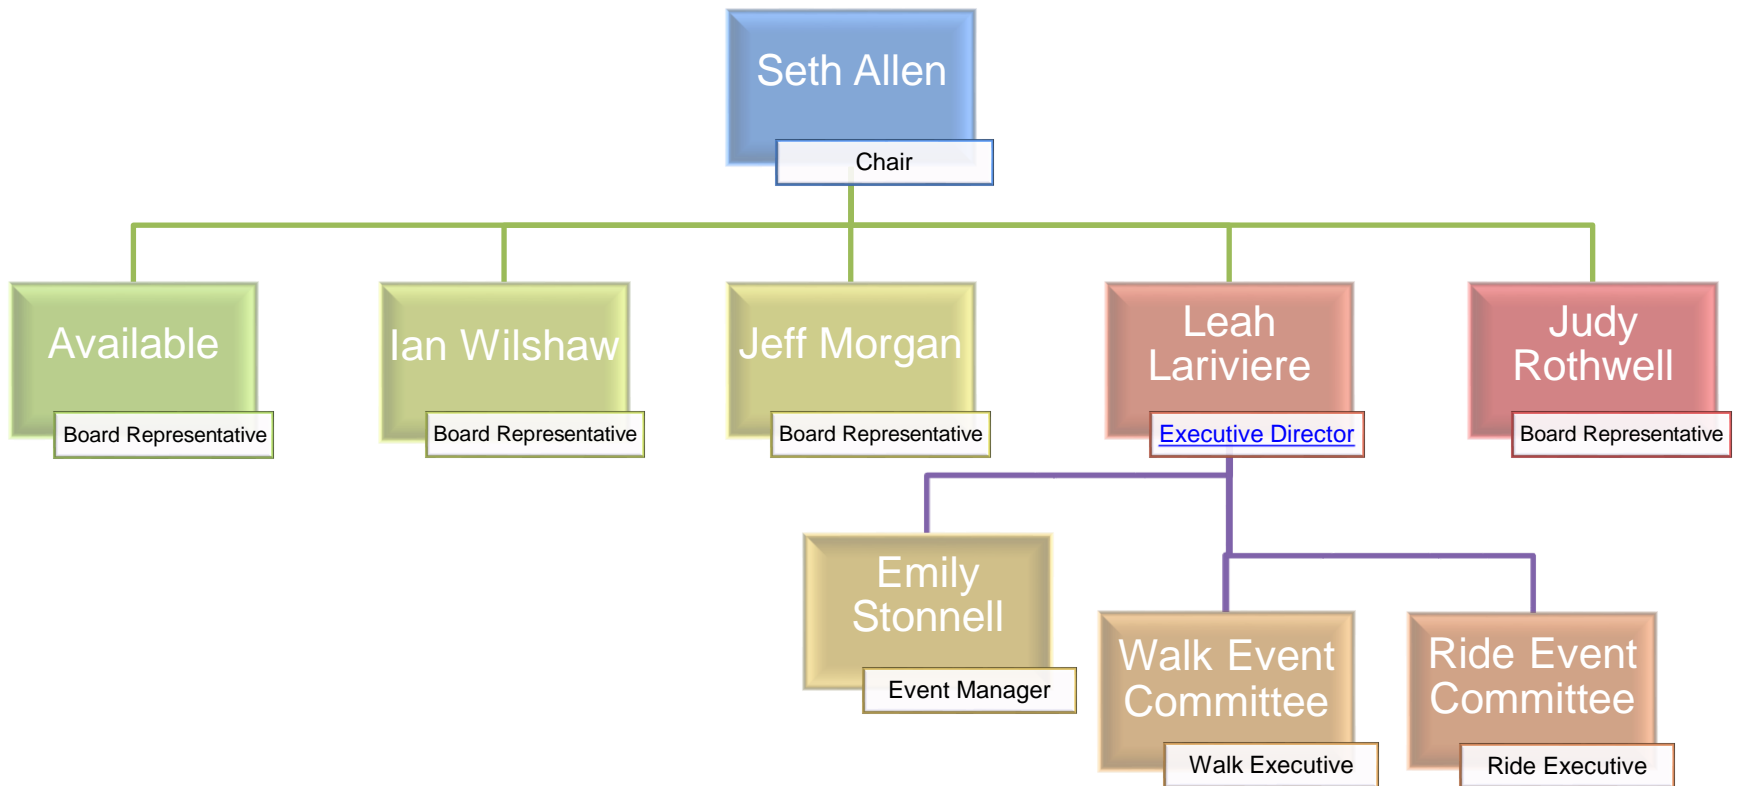 Seth Allen
Chair
Available
Board Representative
Ian Wilshaw
Board Representative
Jeff Morgan
Board Representative
Leah
Lariviere
Executive Director
Judy
Rothwell
Board Representative
Emily
Stonnell
Event Manager
Walk Event
Committee
Walk Executive
Ride Event
Committee
Ride Executive